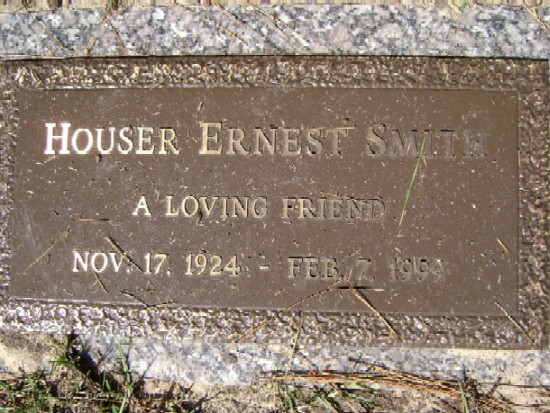 HOUSER ERNEST SMITH
A LOVING FRIEND
NOV. 17, 1924 - FEB. 7,